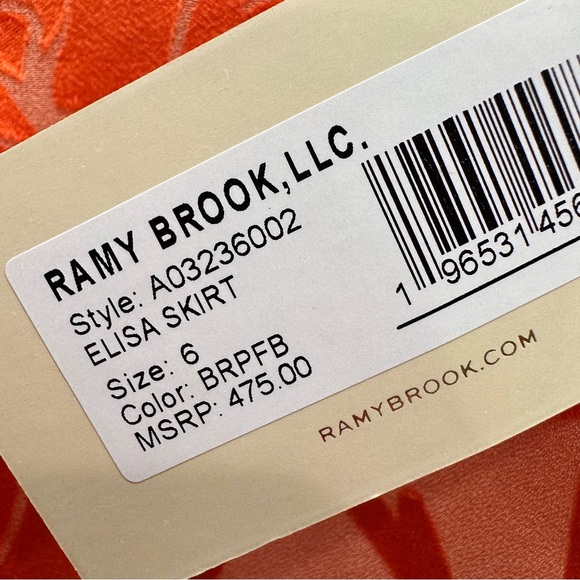 RAMY BROOK,LLC.
Style: A03236002
ELISA SKIRT
Size: 6
Color: BRPFB
MSRP: 475.00
1 96531 456
RAMYBROOK.COM